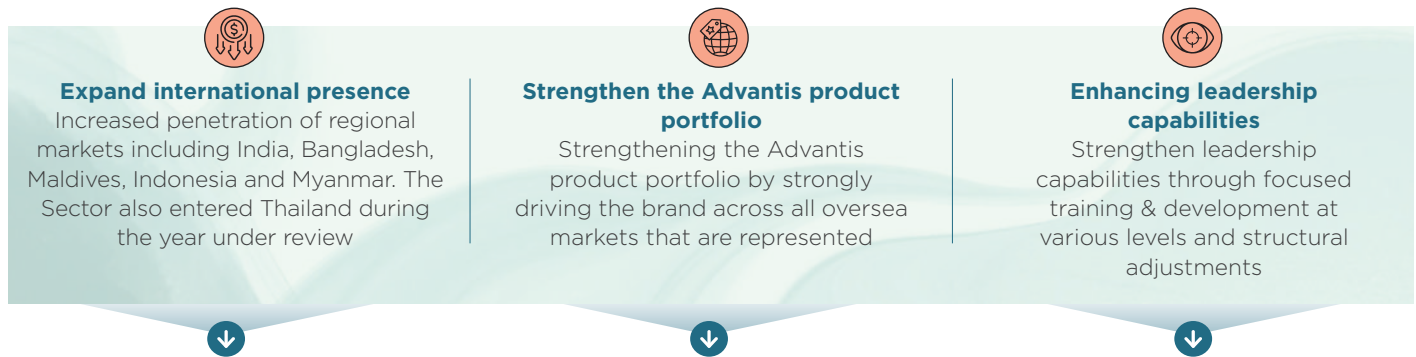 Expand international presence
Increased penetration of regional
markets including India, Bangladesh,
Maldives, Indonesia and Myanmar. The
Sector also entered Thailand during
the year under review
Strengthen the Advantis product
portfolio
Strengthening the Advantis
product portfolio by strongly
driving the brand across all oversea
markets that are represented
Enhancing leadership
capabilities
Strengthen leadership
capabilities through focused
training & development at
various levels and structural
adjustments